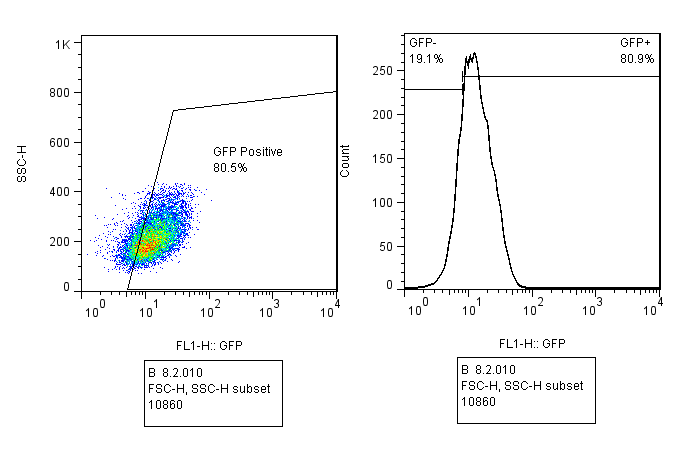 1K
800
600
400
200
0
SSC-H
GFP Positive
80.5%
10^0 10^1 10^2 10^3 10^4
FL1-H:: GFP
B 8.2.010
FSC-H, SSC-H subset
10860
GFP-
19.1%
GFP+
80.9%
250
200
150
100
50
0
Count
10^0 10^1 10^2 10^3 10^4
FL1-H:: GFP
B 8.2.010
FSC-H, SSC-H subset
10860